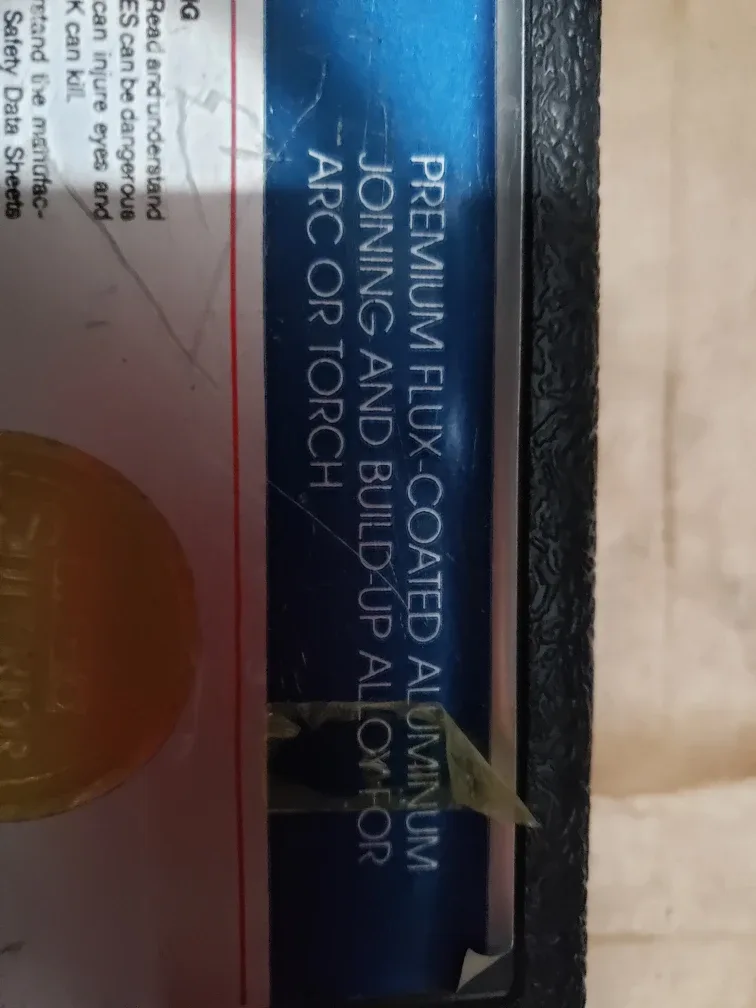 PREMIUM FLUX-COATED ALUMINUM
JOINING AND BUILD-UP ALLOY FOR
ARC OR TORCH
NG
Read and understand
ES can be dangerous
can injure eyes and
K can kill.
rstand the manufac-
Safety Data Sheets